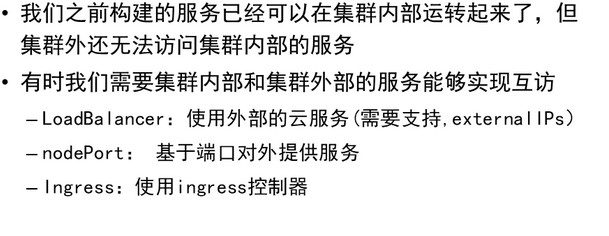 • 我们之前构建的服务已经可以在集群内部运转起来了，但
集群外还无法访问集群内部的服务
• 有时我们需要集群内部和集群外部的服务能够实现互访
–LoadBalancer：使用外部的云服务(需要支持,externalIPs)
–nodePort： 基于端口对外提供服务
–Ingress：使用ingress控制器